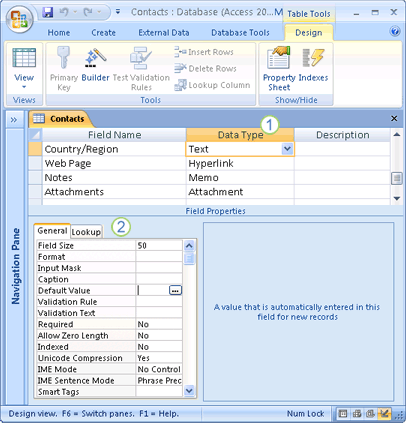 Contacts : Database (Access 20...M...
Table Tools
Home Create External Data Database Tools Design
View
Views
Primary Key
Builder
Test Validation Rules
Insert Rows
Delete Rows
Lookup Column
Tools
Property Sheet
Indexes
Show/Hide
Contacts
Navigation Pane
1
Field Name Data Type Description
Country/Region Text
Web Page Hyperlink
Notes Memo
Attachments Attachment
Field Properties
General Lookup 2
Field Size 50
Format
Input Mask
Caption
Default Value ...
Validation Rule
Validation Text
Required No
Allow Zero Length No
Indexed No
Unicode Compression Yes
IME Mode No Control
IME Sentence Mode Phrase Prec
Smart Tags
A value that is automatically entered in this
field for new records
Design view. F6 = Switch panes. F1 = Help. Num Lock